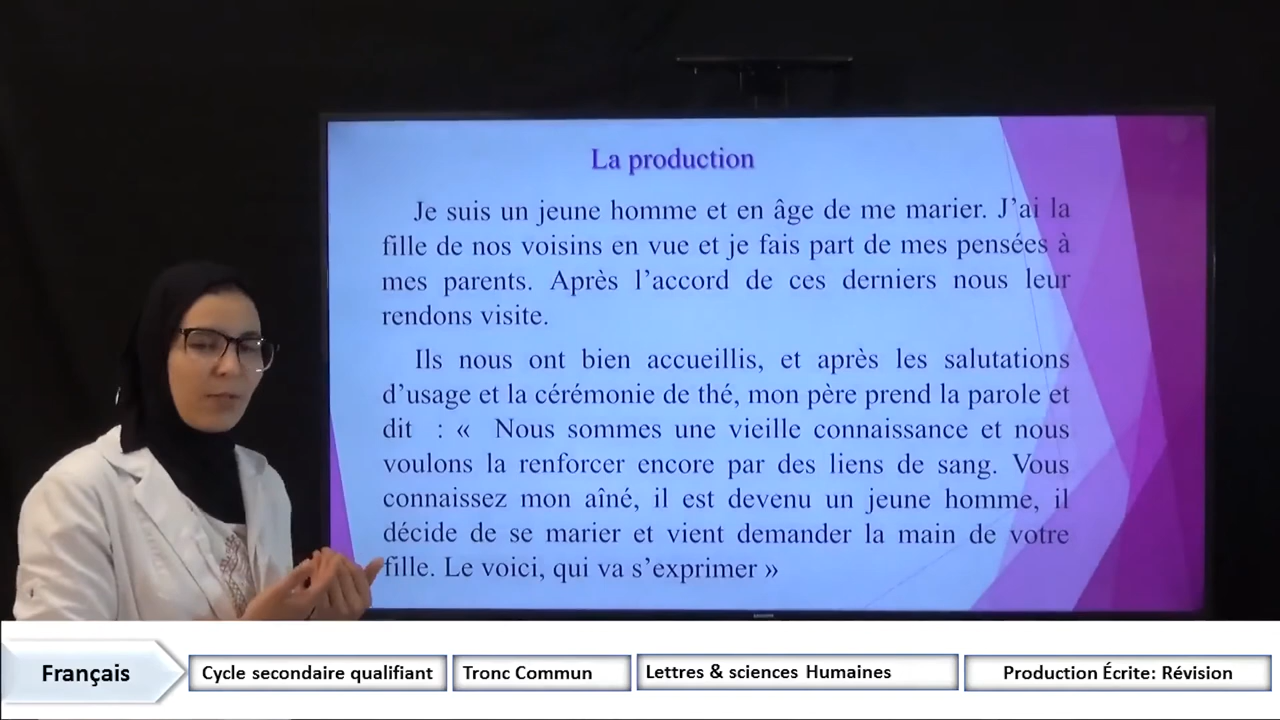 La production
Je suis un jeune homme et en âge de me marier. J'ai la
fille de nos voisins en vue et je fais part de mes pensées à
mes parents. Après l'accord de ces derniers nous leur
rendons visite.
Ils nous ont bien accueillis, et après les salutations
d'usage et la cérémonie de thé, mon père prend la parole et
dit : « Nous sommes une vieille connaissance et nous
voulons la renforcer encore par des liens de sang. Vous
connaissez mon aîné, il est devenu un jeune homme, il
décide de se marier et vient demander la main de votre
fille. Le voici, qui va s'exprimer »
Français
Cycle secondaire qualifiant
Tronc Commun
Lettres & sciences Humaines
Production Écrite: Révision